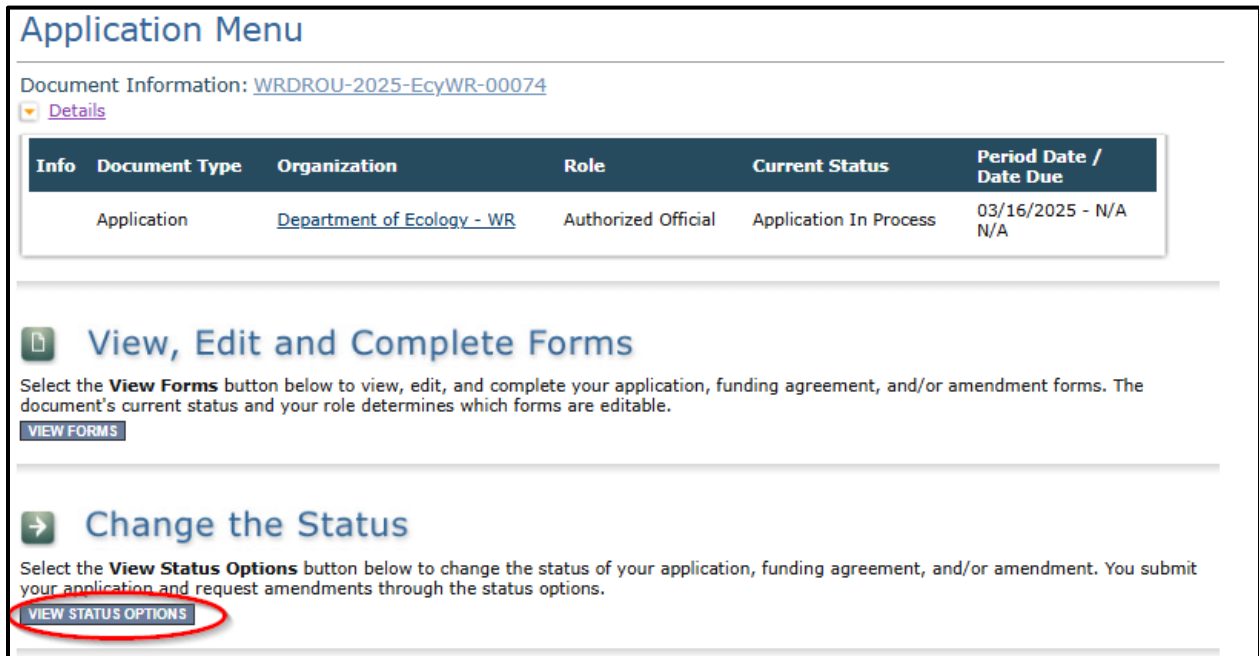 Application Menu
Document Information: WRDROU-2025-EcyWR-00074
Details
Info Document Type Organization Role Current Status Period Date / Date Due
Application Department of Ecology - WR Authorized Official Application In Process 03/16/2025 - N/A
N/A
View, Edit and Complete Forms
Select the View Forms button below to view, edit, and complete your application, funding agreement, and/or amendment forms. The
document's current status and your role determines which forms are editable.
VIEW FORMS
Change the Status
Select the View Status Options button below to change the status of your application, funding agreement, and/or amendment. You submit
your application and request amendments through the status options.
VIEW STATUS OPTIONS